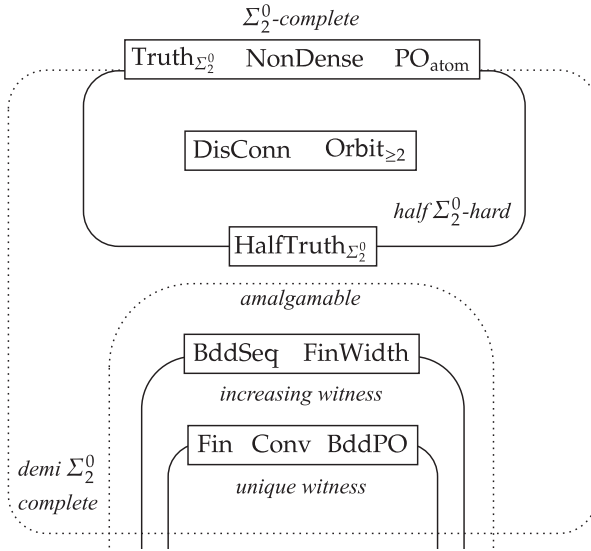 Σ⁰₂-complete
Truth_Σ⁰₂ NonDense PO_atom
DisConn Orbit≥2
half Σ⁰₂-hard
HalfTruth_Σ⁰₂
amalgamable
BddSeq FinWidth
increasing witness
Fin Conv BddPO
demi Σ⁰₂
unique witness
complete